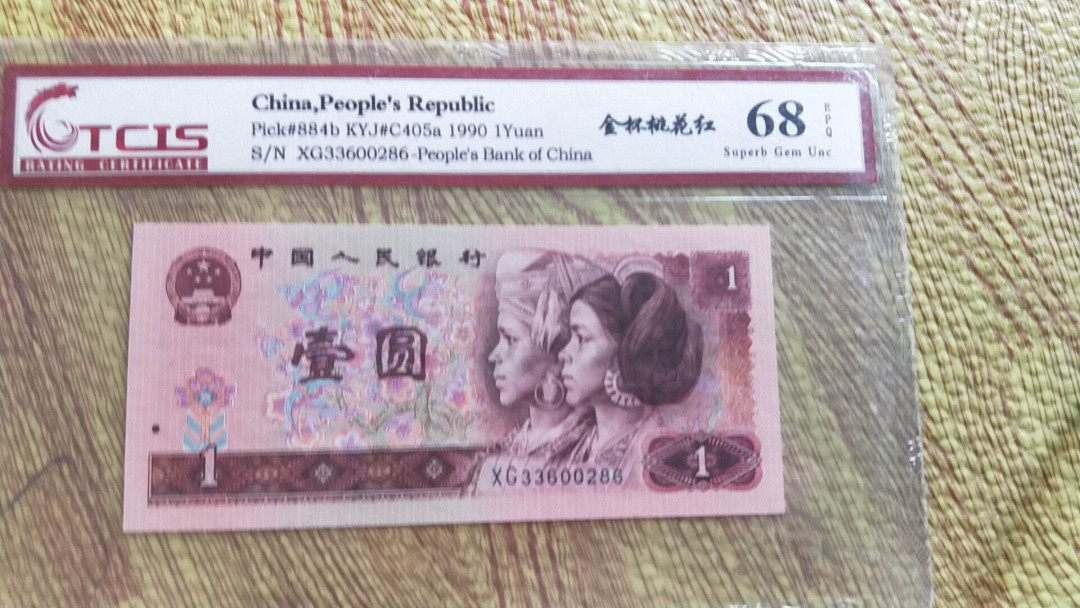 TCIS
RATING CERTIFICATE
China,People's Republic
Pick#884b KYJ#C405a 1990 1Yuan
S/N XG33600286-People's Bank of China
金杯桃花红
68
EPQ
Superb Gem Unc
中国人民银行
1
壹圆
1
XG33600286
1